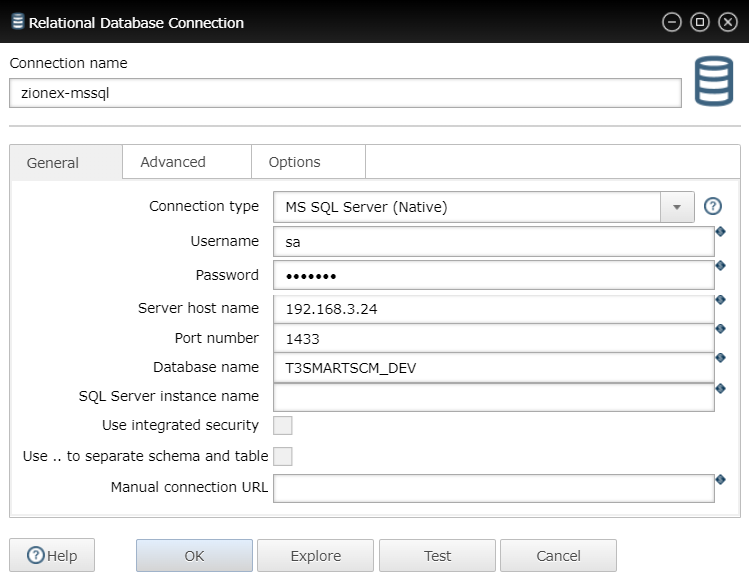 Relational Database Connection
Connection name
zionex-mssql
General Advanced Options
Connection type MS SQL Server (Native)
Username sa
Password •••••••
Server host name 192.168.3.24
Port number 1433
Database name T3SMARTSCM_DEV
SQL Server instance name
Use integrated security
Use .. to separate schema and table
Manual connection URL
Help OK Explore Test Cancel